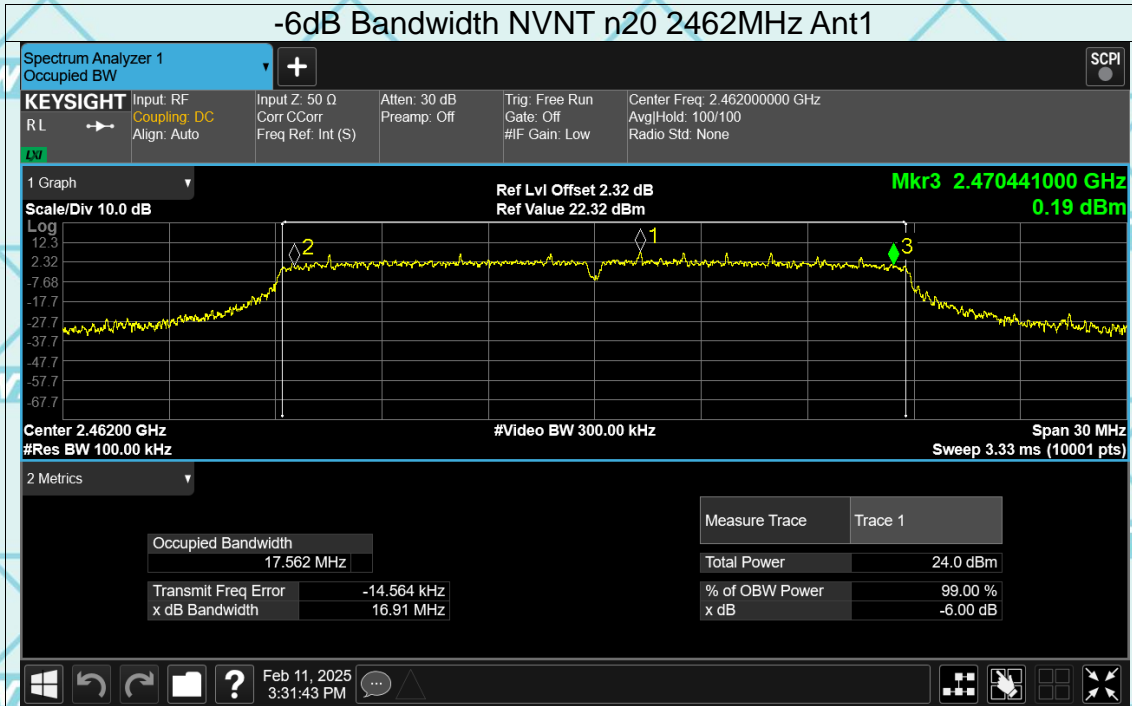 -6dB Bandwidth NVNT n20 2462MHz Ant1
Spectrum Analyzer 1
Occupied BW
+
SCPI
KEYSIGHT
RL
LXI
Input: RF
Coupling: DC
Align: Auto
Input Z: 50 Ω
Corr CCorr
Freq Ref: Int (S)
Atten: 30 dB
Preamp: Off
Trig: Free Run
Gate: Off
#IF Gain: Low
Center Freq: 2.462000000 GHz
Avg|Hold: 100/100
Radio Std: None
1 Graph
Scale/Div 10.0 dB
Ref Lvl Offset 2.32 dB
Ref Value 22.32 dBm
Mkr3 2.470441000 GHz
0.19 dBm
Log
12.3
2.32
-7.68
-17.7
-27.7
-37.7
-47.7
-57.7
-67.7
2
1
3
Center 2.46200 GHz
#Video BW 300.00 kHz
Span 30 MHz
#Res BW 100.00 kHz
Sweep 3.33 ms (10001 pts)
2 Metrics
Occupied Bandwidth
17.562 MHz
Transmit Freq Error -14.564 kHz
x dB Bandwidth 16.91 MHz
Measure Trace Trace 1
Total Power 24.0 dBm
% of OBW Power 99.00 %
x dB -6.00 dB
?
Feb 11, 2025
3:31:43 PM